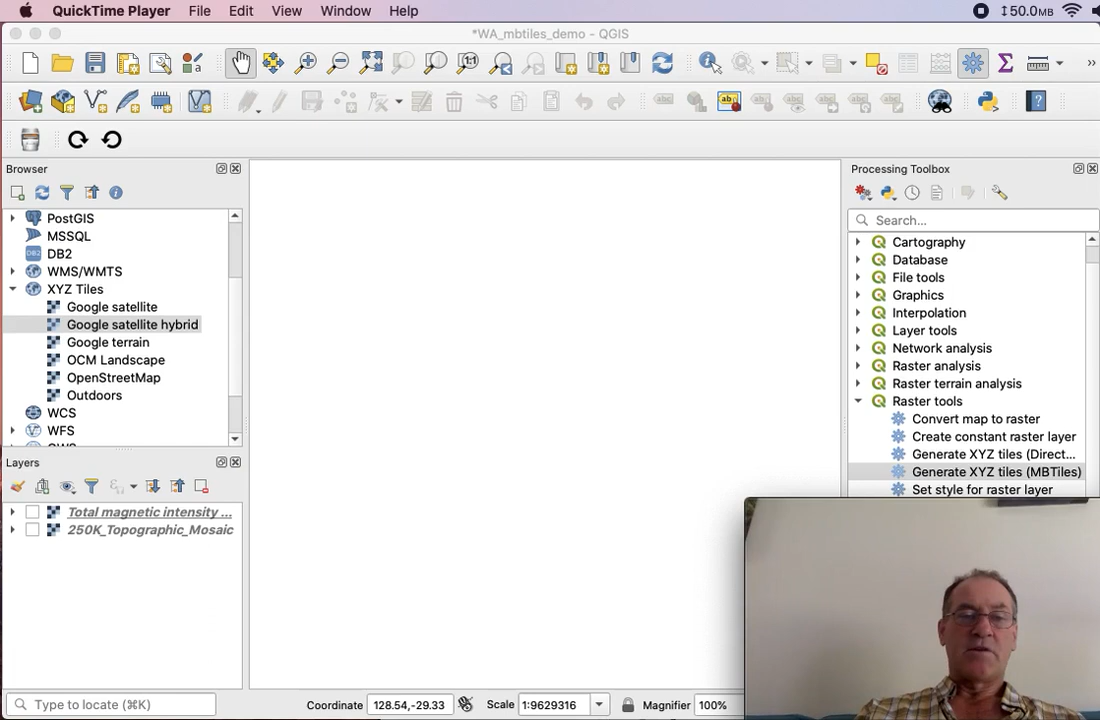 QuickTime Player File Edit View Window Help 50.0MB
*WA_mbtiles_demo - QGIS
Browser
PostGIS
MSSQL
DB2
WMS/WMTS
XYZ Tiles
Google satellite
Google satellite hybrid
Google terrain
OCM Landscape
OpenStreetMap
Outdoors
WCS
WFS
Layers
Total magnetic intensity ...
250K_Topographic_Mosaic
Processing Toolbox
Search...
Cartography
Database
File tools
Graphics
Interpolation
Layer tools
Network analysis
Raster analysis
Raster terrain analysis
Raster tools
Convert map to raster
Create constant raster layer
Generate XYZ tiles (Direct...
Generate XYZ tiles (MBTiles)
Set style for raster layer
Type to locate (⌘K) Coordinate 128.54,-29.33 Scale 1:9629316 Magnifier 100%